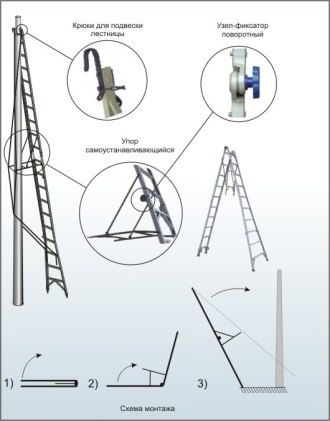 Крюки для подвески
лестницы
Узел-фиксатор
поворотный
Упор
самоустанавливающийся
1)
2)
3)
Схема монтажа